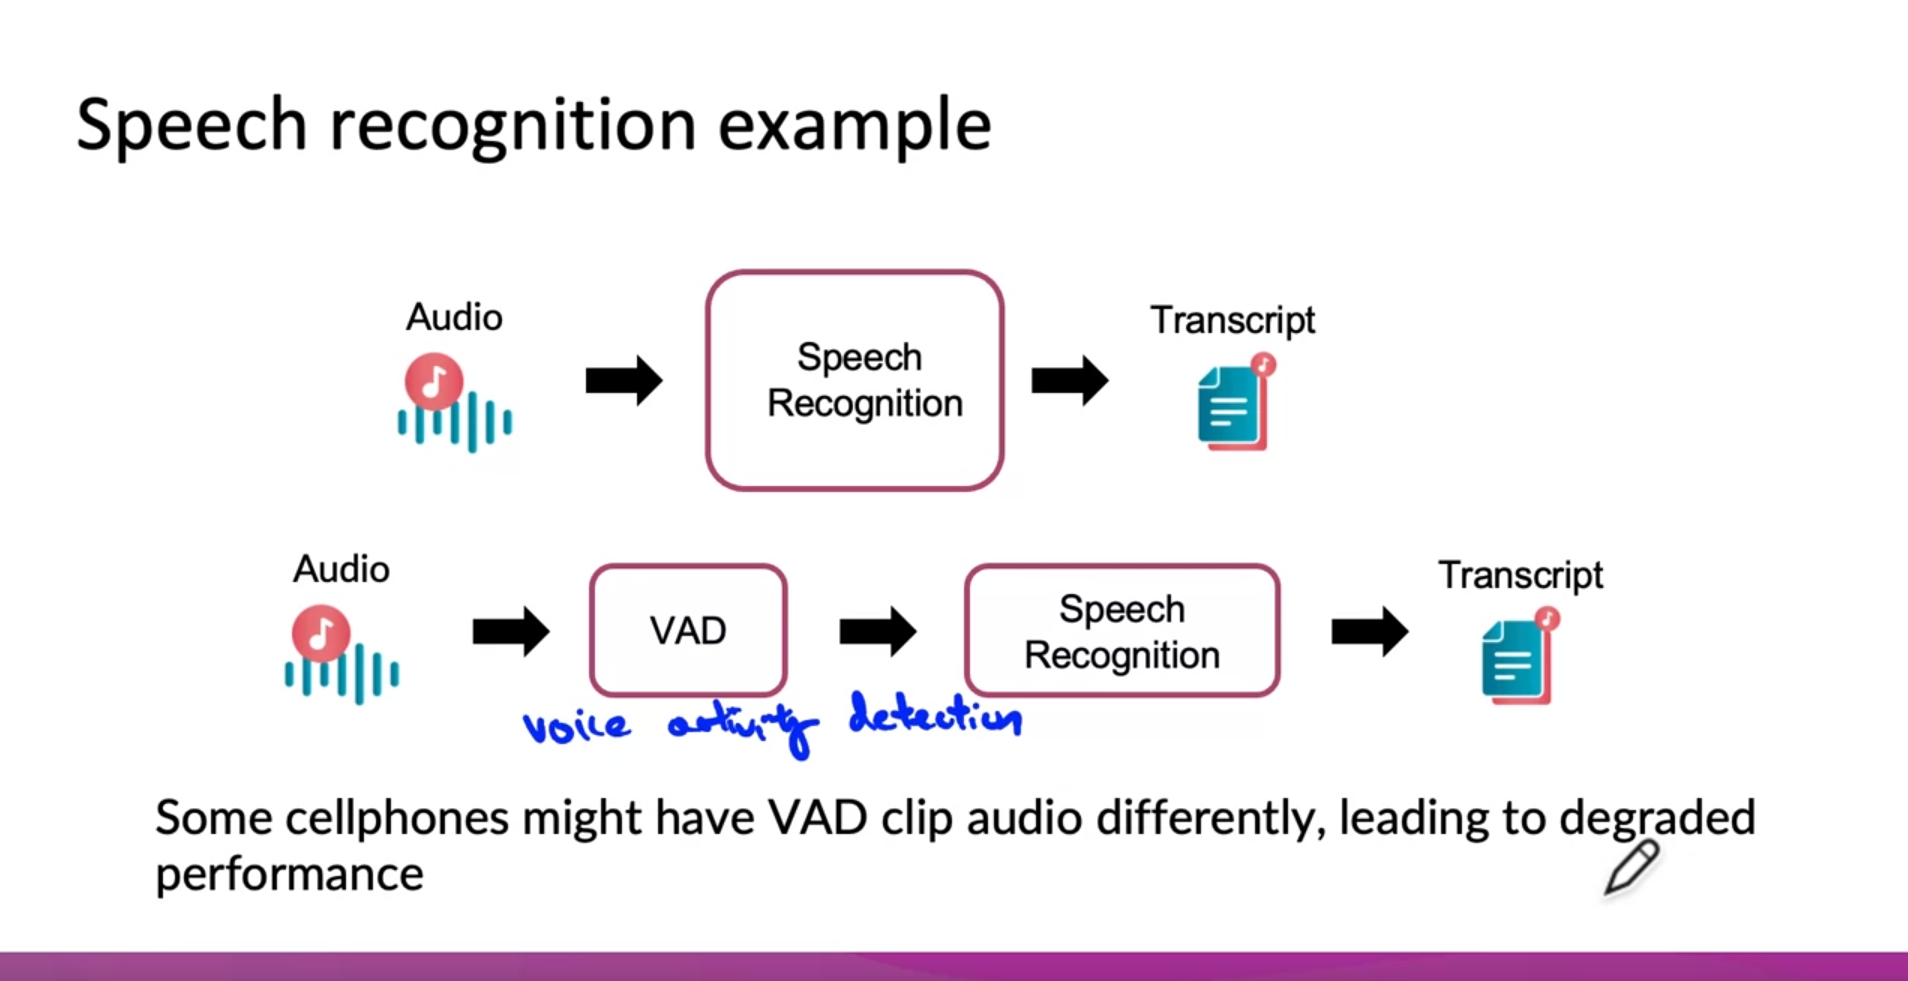 Speech recognition example
Audio
Speech
Recognition
Transcript
Audio
VAD
Speech
Recognition
Transcript
voice activity detection
Some cellphones might have VAD clip audio differently, leading to degraded
performance